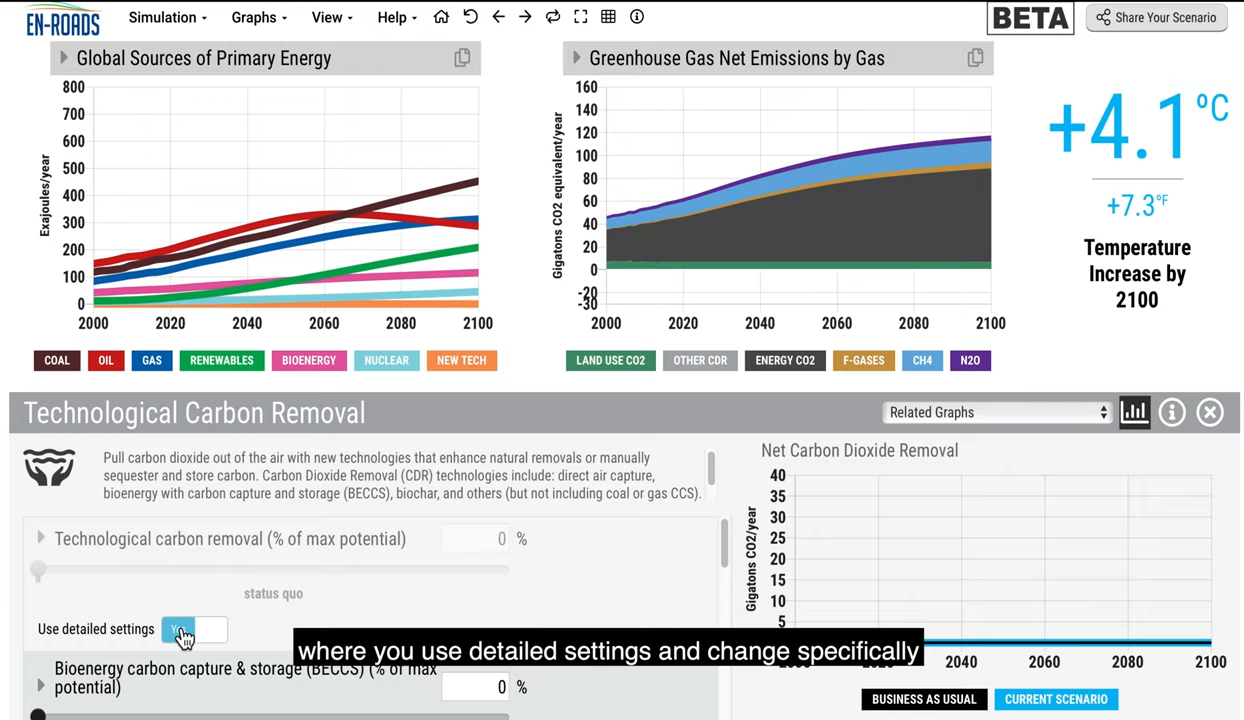 EN-ROADS
Simulation
Graphs
View
Help
BETA
Share Your Scenario
Global Sources of Primary Energy
800
700
600
500
400
300
200
100
0
Exajoules/year
2000 2020 2040 2060 2080 2100
COAL OIL GAS RENEWABLES BIOENERGY NUCLEAR NEW TECH
Greenhouse Gas Net Emissions by Gas
160
140
120
100
80
60
40
20
0
-20
-30
Gigatons CO2 equivalent/year
2000 2020 2040 2060 2080 2100
LAND USE CO2 OTHER CDR ENERGY CO2 F-GASES CH4 N2O
+4.1 ºC
+7.3 ºF
Temperature
Increase by
2100
Technological Carbon Removal
Related Graphs
Pull carbon dioxide out of the air with new technologies that enhance natural removals or manually
sequester and store carbon. Carbon Dioxide Removal (CDR) technologies include: direct air capture,
bioenergy with carbon capture and storage (BECCS), biochar, and others (but not including coal or gas CCS).
Technological carbon removal (% of max potential) 0 %
status quo
Use detailed settings
Bioenergy carbon capture & storage (BECCS) (% of max
potential) 0 %
Net Carbon Dioxide Removal
40
35
30
25
20
15
10
5
Gigatons CO2/year
2040 2060 2080 2100
BUSINESS AS USUAL CURRENT SCENARIO
where you use detailed settings and change specifically